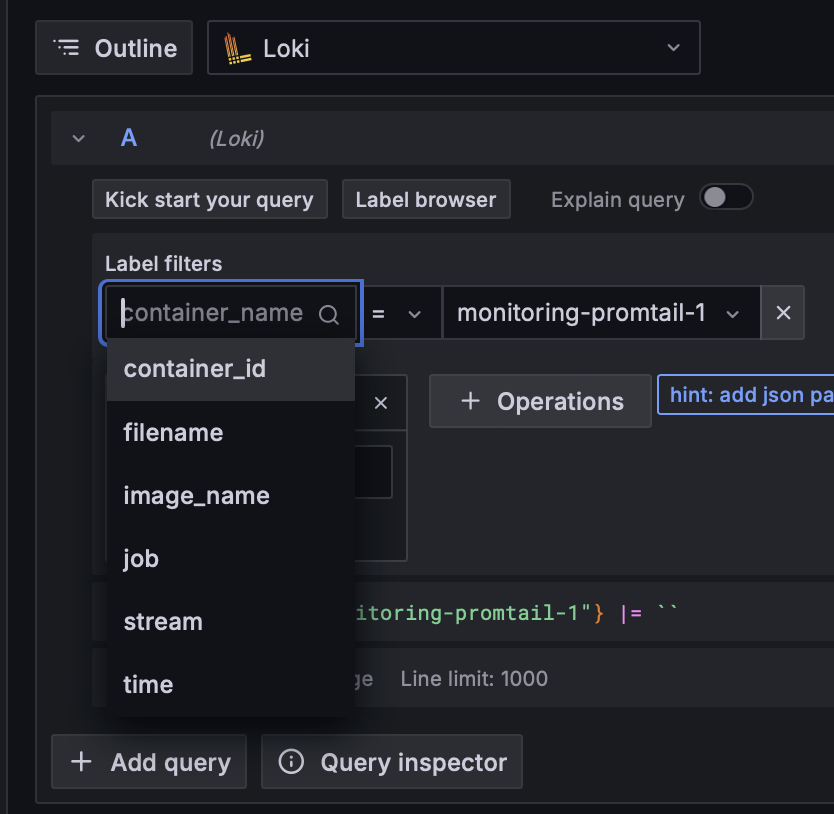 Outline
Loki
A (Loki)
Kick start your query
Label browser
Explain query
Label filters
container_name = monitoring-promtail-1
container_id
filename
image_name
job
stream
time
+ Operations
hint: add json pa
itoring-promtail-1"} |= ``
Line limit: 1000
+ Add query
Query inspector